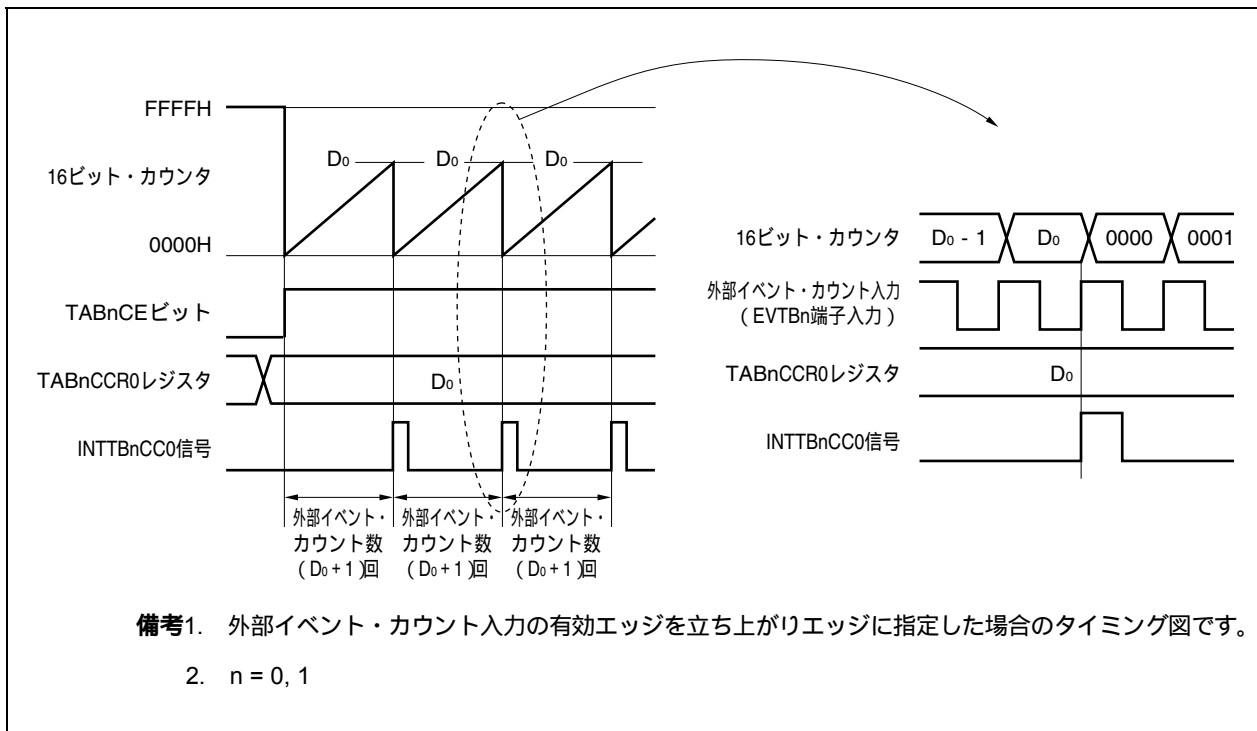 FFFFH
16ビット・カウンタ
0000H
D0 D0 D0
TABnCEビット
TABnCCR0レジスタ
D0
INTTBnCC0信号
外部イベント・
カウント数
(D0+1)回
外部イベント・
カウント数
(D0+1)回
外部イベント・
カウント数
(D0+1)回
16ビット・カウンタ
D0 - 1 D0 0000 0001
外部イベント・カウント入力
(EVTBn端子入力)
TABnCCR0レジスタ
D0
INTTBnCC0信号
備考1. 外部イベント・カウント入力の有効エッジを立ち上がりエッジに指定した場合のタイミング図です。
2. n = 0, 1